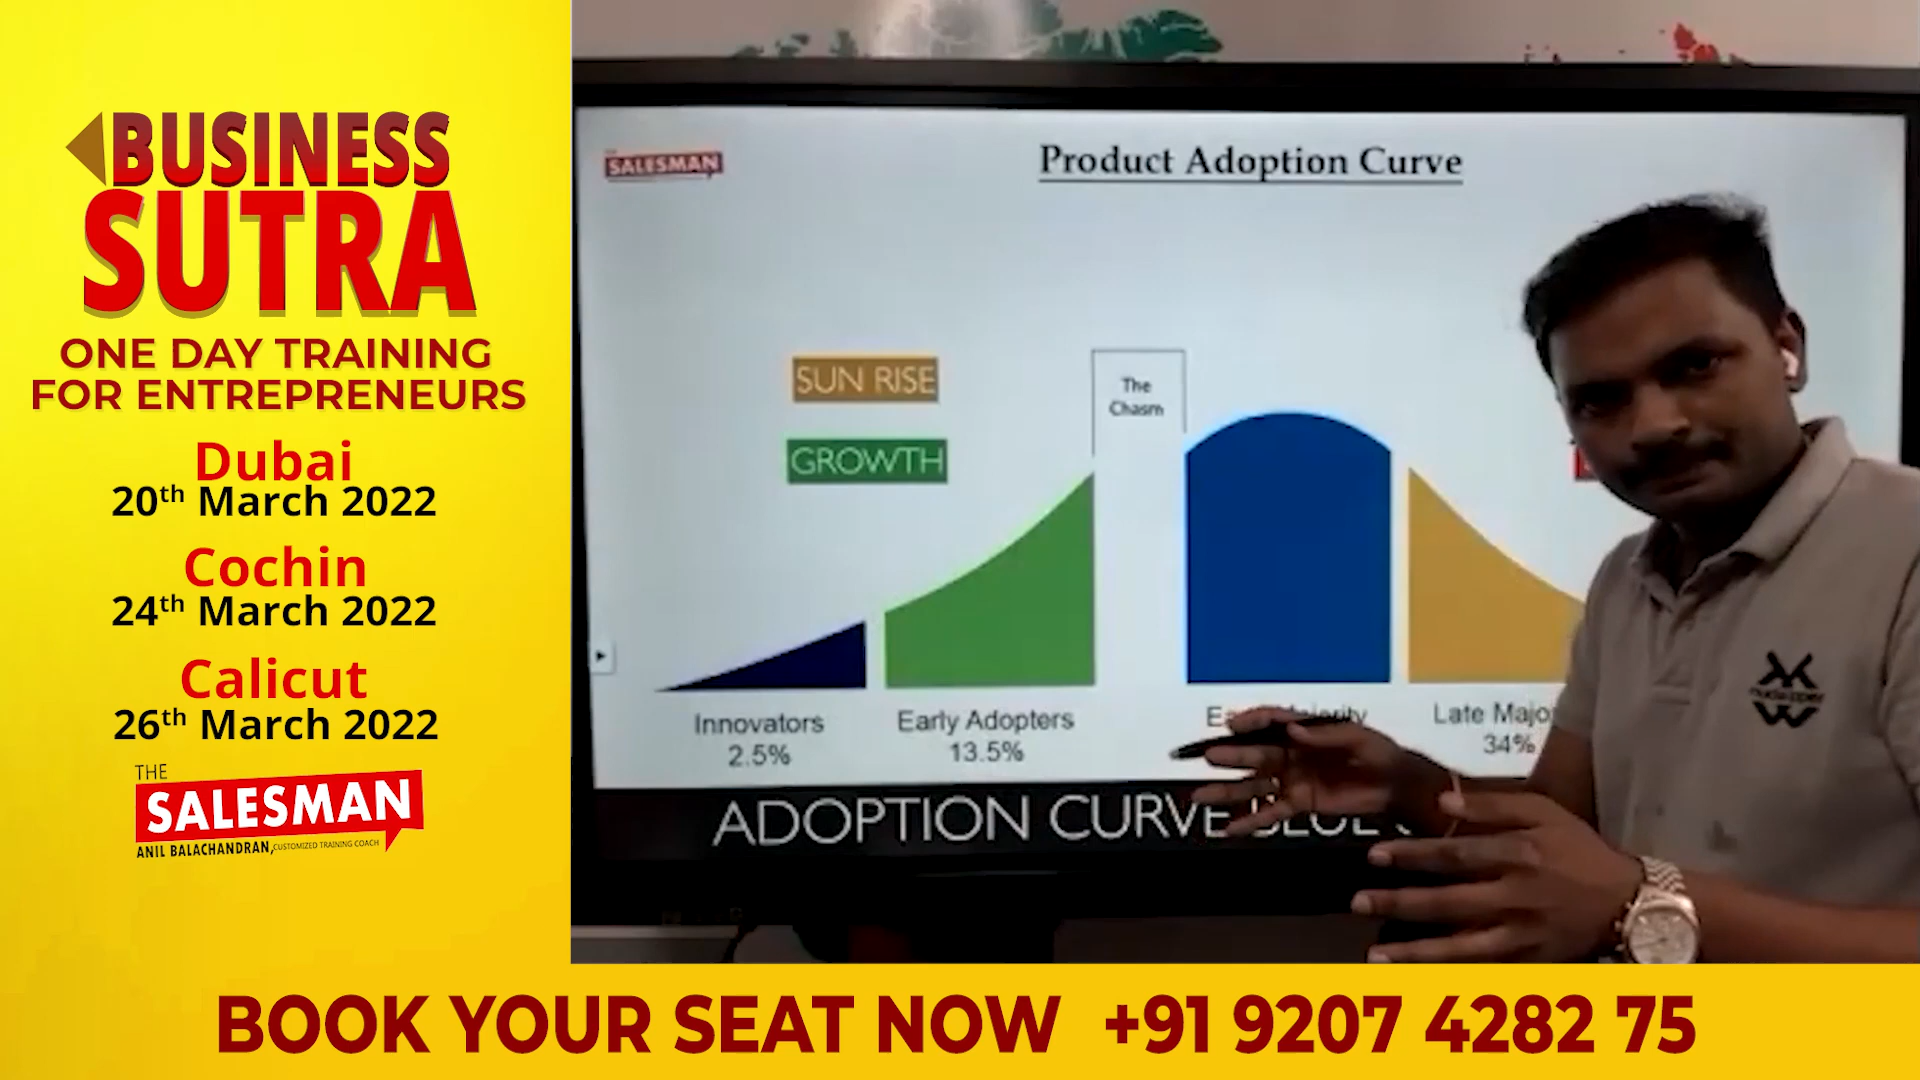 BUSINESS
SUTRA
ONE DAY TRAINING
FOR ENTREPRENEURS
Dubai
20th March 2022
Cochin
24th March 2022
Calicut
26th March 2022
THE
SALESMAN
ANIL BALACHANDRAN, CUSTOMIZED TRAINING COACH
SALESMAN
Product Adoption Curve
SUN RISE
GROWTH
The
Chasm
Innovators
2.5%
Early Adopters
13.5%
Late
34%
ADOPTION CURVE
BOOK YOUR SEAT NOW +91 9207 4282 75